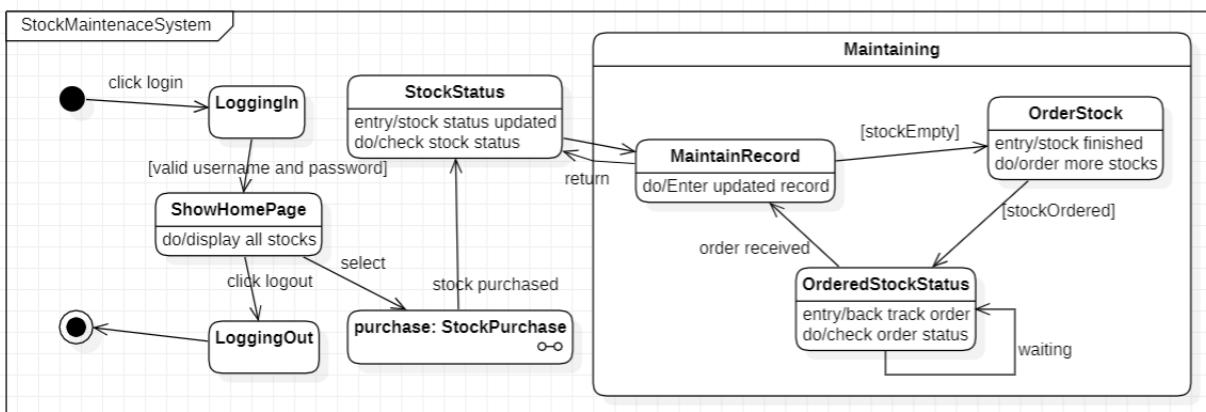 StockMaintenaceSystem
Maintaining
click login
LoggingIn
StockStatus
entry/stock status updated
do/check stock status
[valid username and password]
ShowHomePage
do/display all stocks
click logout
select
LoggingOut
stock purchased
purchase: StockPurchase
return
MaintainRecord
do/Enter updated record
[stockEmpty]
OrderStock
entry/stock finished
do/order more stocks
[stockOrdered]
order received
OrderedStockStatus
entry/back track order
do/check order status
waiting